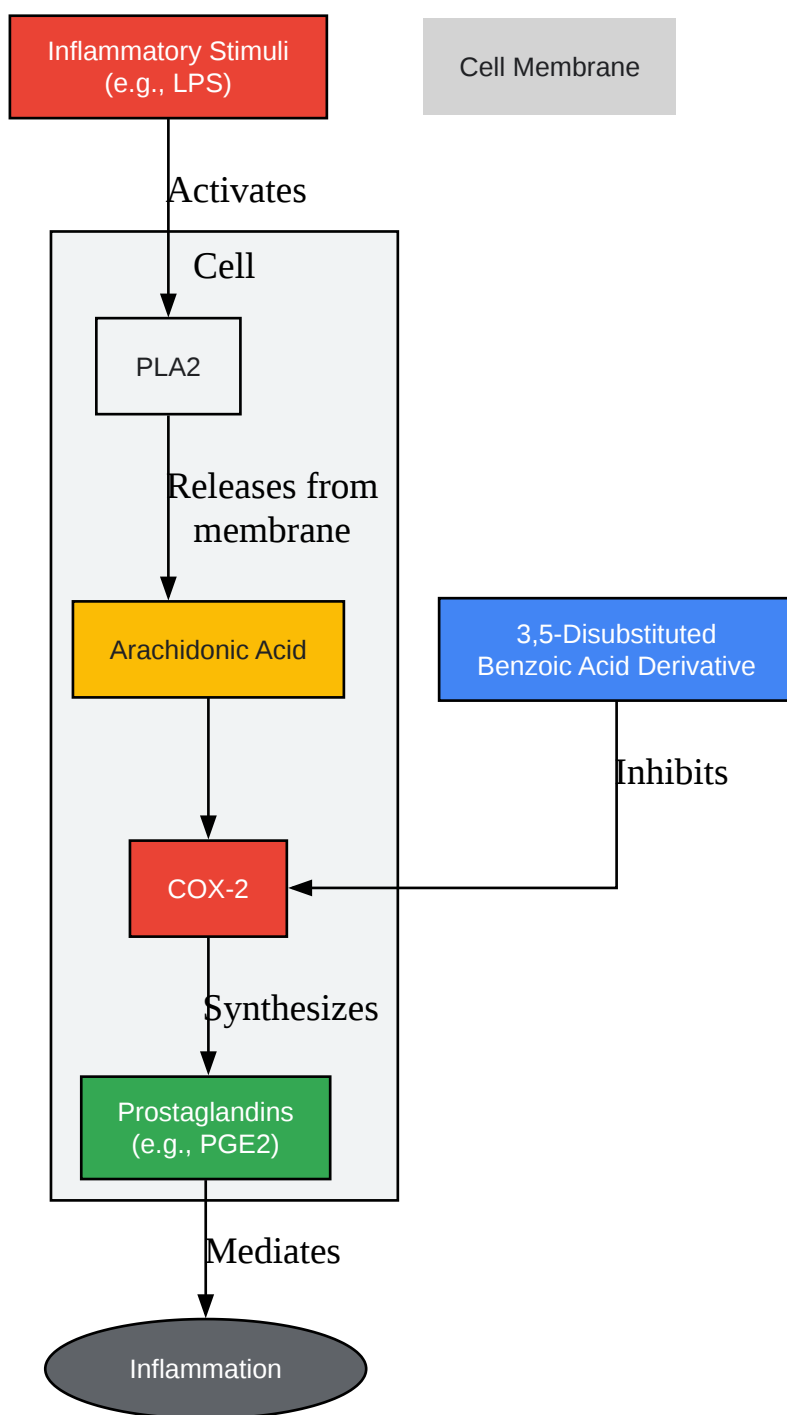 Inflammatory Stimuli
(e.g., LPS)
Cell Membrane
Activates
Cell
PLA2
Releases from
membrane
Arachidonic Acid
3,5-Disubstituted
Benzoic Acid Derivative
Inhibits
COX-2
Synthesizes
Prostaglandins
(e.g., PGE2)
Mediates
Inflammation